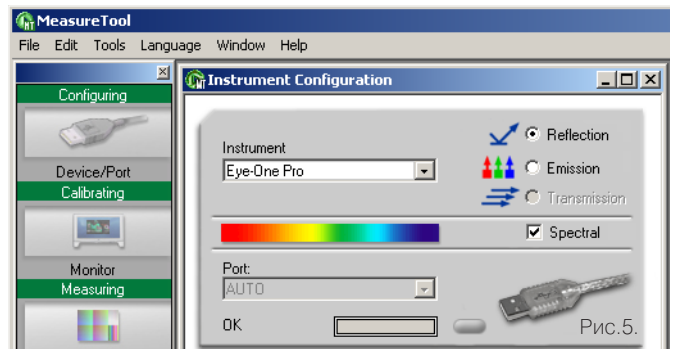 MeasureTool
File Edit Tools Language Window Help
Configuring
Device/Port
Calibrating
Monitor
Measuring
Instrument Configuration
Instrument
Eye-One Pro
Reflection
Emission
Transmission
Spectral
Port:
AUTO
OK
Рис.5.